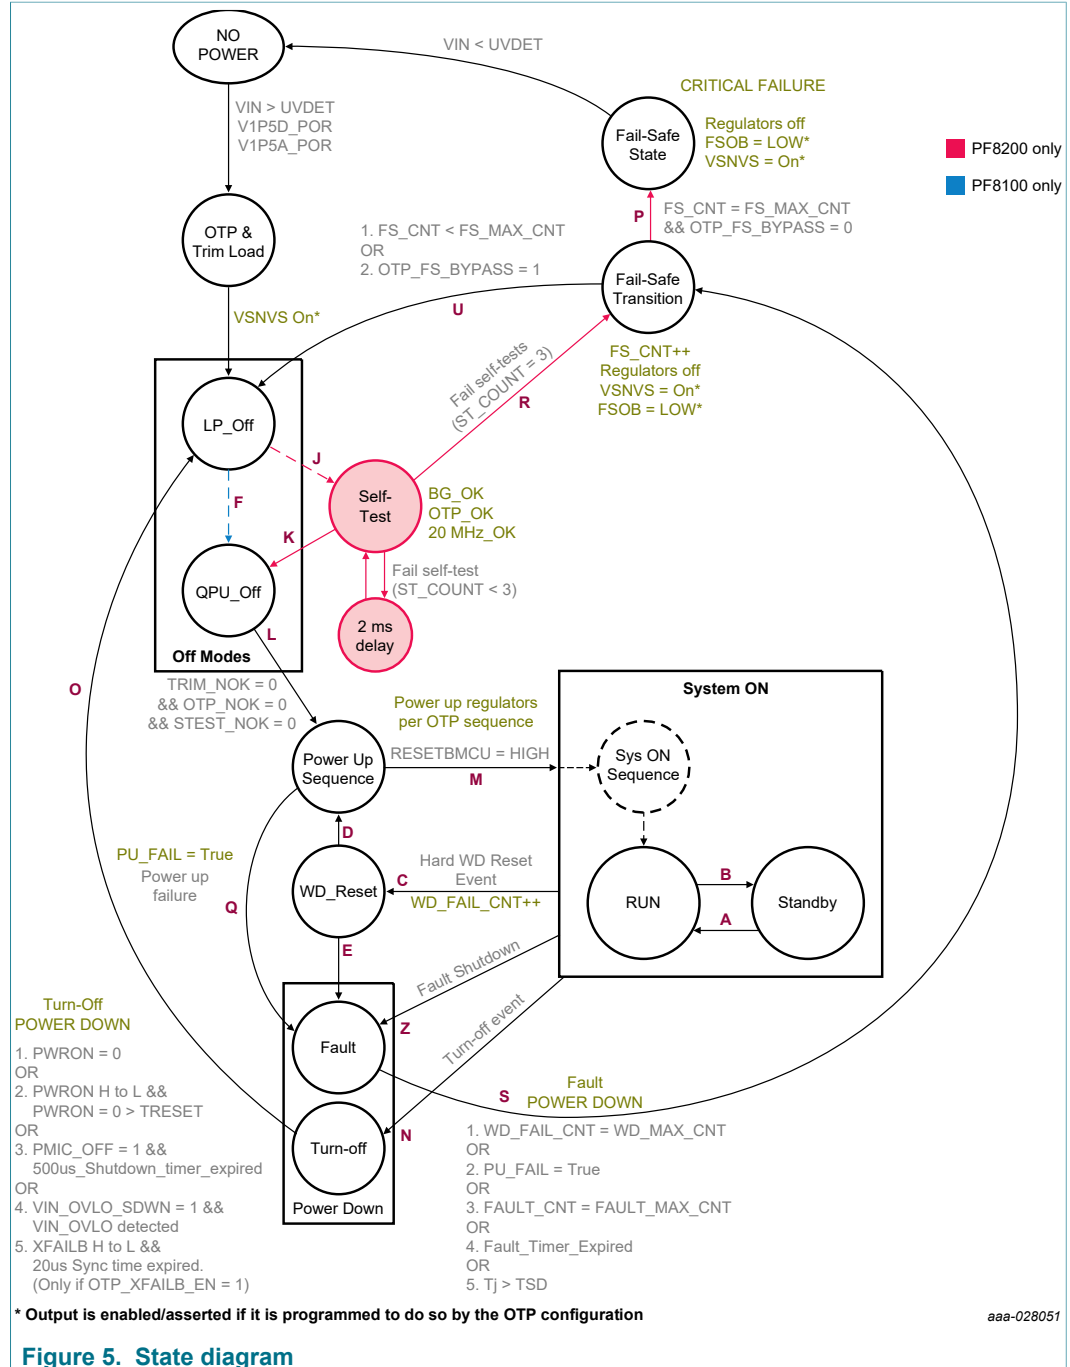 NO
POWER
VIN < UVDET
VIN > UVDET
V1P5D_POR
V1P5A_POR
CRITICAL FAILURE
Fail-Safe
State
Regulators off
FSOB = LOW*
VSNVS = On*
PF8200 only
PF8100 only
OTP &
Trim Load
P
FS_CNT = FS_MAX_CNT
&& OTP_FS_BYPASS = 0
1. FS_CNT < FS_MAX_CNT
OR
2. OTP_FS_BYPASS = 1
Fail-Safe
Transition
U
VSNVS On*
FS_CNT++
Regulators off
VSNVS = On*
FSOB = LOW*
Fail self-tests
(ST_COUNT = 3)
R
LP_Off
J
F
Self-
Test
BG_OK
OTP_OK
20 MHz_OK
K
QPU_Off
Fail self-test
(ST_COUNT < 3)
2 ms
delay
L
Off Modes
TRIM_NOK = 0
&& OTP_NOK = 0
&& STEST_NOK = 0
O
Power up regulators
per OTP sequence
System ON
Power Up
Sequence
RESETBMCU = HIGH
M
Sys ON
Sequence
D
PU_FAIL = True
Power up
failure
Q
WD_Reset
C
Hard WD Reset
Event
WD_FAIL_CNT++
RUN
B
A
Standby
E
Fault Shutdown
Z
Turn-off event
Fault
Turn-Off
POWER DOWN
1. PWRON = 0
OR
2. PWRON H to L &&
PWRON = 0 > TRESET
OR
3. PMIC_OFF = 1 &&
500us_Shutdown_timer_expired
OR
4. VIN_OVLO_SDWN = 1 &&
VIN_OVLO detected
5. XFAILB H to L &&
20us Sync time expired.
(Only if OTP_XFAILB_EN = 1)
S
Fault
POWER DOWN
N
Turn-off
Power Down
1. WD_FAIL_CNT = WD_MAX_CNT
OR
2. PU_FAIL = True
OR
3. FAULT_CNT = FAULT_MAX_CNT
OR
4. Fault_Timer_Expired
OR
5. Tj > TSD
* Output is enabled/asserted if it is programmed to do so by the OTP configuration
aaa-028051
Figure 5. State diagram